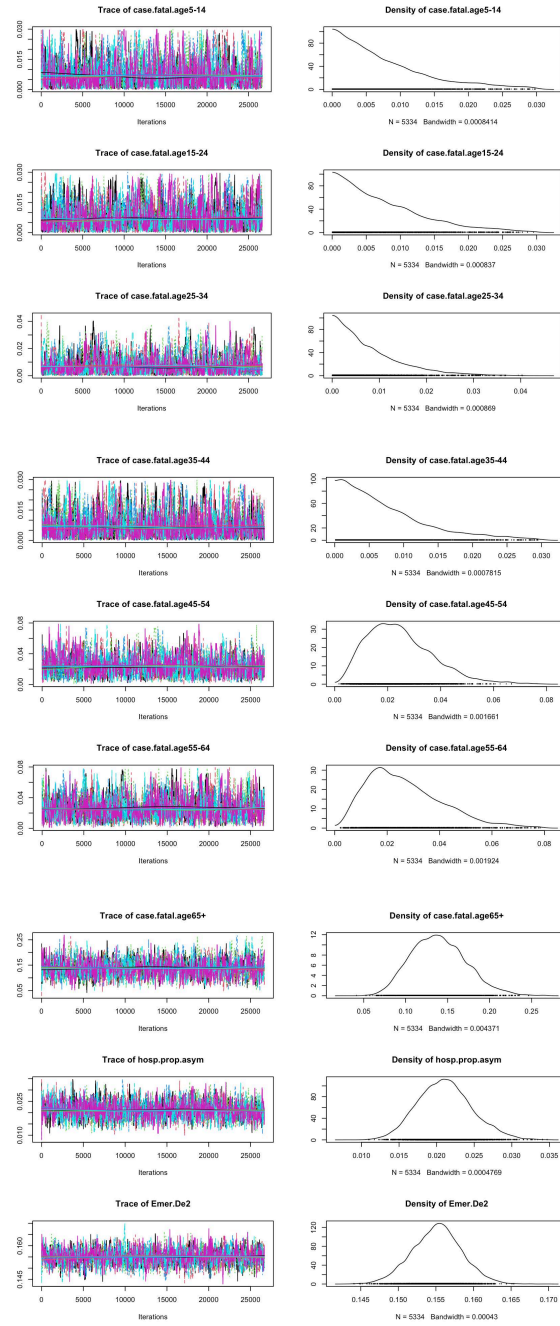 Trace of case.fatal.age5-14
0.000 0.015 0.030
0 5000 10000 15000 20000 25000
Iterations
Density of case.fatal.age5-14
0 40 80
0.000 0.005 0.010 0.015 0.020 0.025 0.030
N = 5334 Bandwidth = 0.0008414
Trace of case.fatal.age15-24
0.000 0.015 0.030
0 5000 10000 15000 20000 25000
Iterations
Density of case.fatal.age15-24
0 40 80
0.000 0.005 0.010 0.015 0.020 0.025 0.030
N = 5334 Bandwidth = 0.000837
Trace of case.fatal.age25-34
0.00 0.02 0.04
0 5000 10000 15000 20000 25000
Iterations
Density of case.fatal.age25-34
0 40 80
0.00 0.01 0.02 0.03 0.04
N = 5334 Bandwidth = 0.000869
Trace of case.fatal.age35-44
0.000 0.015 0.030
0 5000 10000 15000 20000 25000
Iterations
Density of case.fatal.age35-44
0 20 60 100
0.000 0.005 0.010 0.015 0.020 0.025 0.030
N = 5334 Bandwidth = 0.0007815
Trace of case.fatal.age45-54
0.00 0.04 0.08
0 5000 10000 15000 20000 25000
Iterations
Density of case.fatal.age45-54
0 10 20 30
0.00 0.02 0.04 0.06 0.08
N = 5334 Bandwidth = 0.001661
Trace of case.fatal.age55-64
0.00 0.04 0.08
0 5000 10000 15000 20000 25000
Iterations
Density of case.fatal.age55-64
0 10 20 30
0.00 0.02 0.04 0.06 0.08
N = 5334 Bandwidth = 0.001924
Trace of case.fatal.age65+
0.05 0.15 0.25
0 5000 10000 15000 20000 25000
Iterations
Density of case.fatal.age65+
0 2 4 6 8 12
0.05 0.10 0.15 0.20 0.25
N = 5334 Bandwidth = 0.004371
Trace of hosp.prop.asym
0.010 0.025
0 5000 10000 15000 20000 25000
Iterations
Density of hosp.prop.asym
0 40 80
0.010 0.015 0.020 0.025 0.030 0.035
N = 5334 Bandwidth = 0.0004769
Trace of Emer.De2
0.145 0.160
0 5000 10000 15000 20000 25000
Iterations
Density of Emer.De2
0 40 80 120
0.145 0.150 0.155 0.160 0.165 0.170
N = 5334 Bandwidth = 0.00043